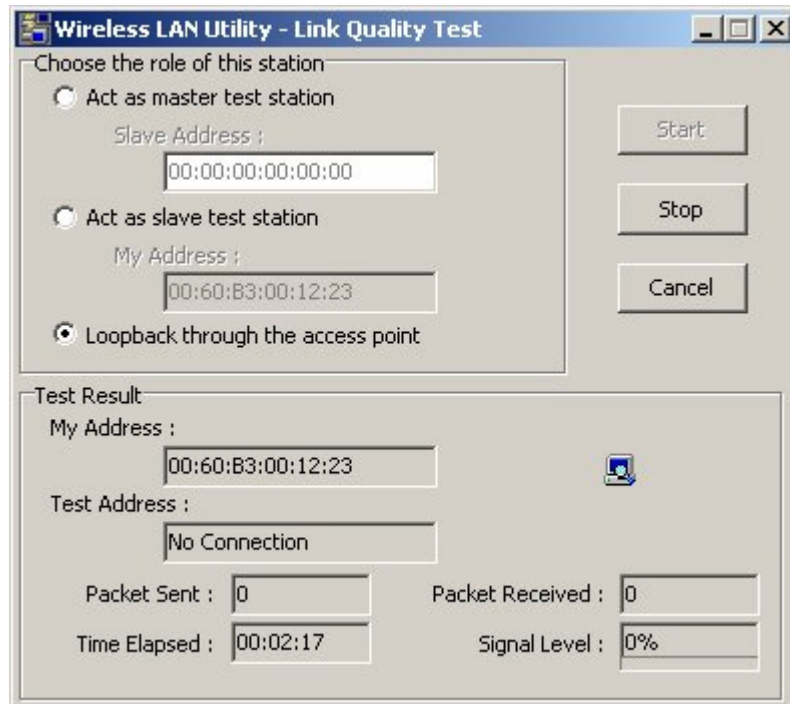 Wireless LAN Utility - Link Quality Test
Choose the role of this station
Act as master test station
Slave Address :
00:00:00:00:00:00
Act as slave test station
My Address :
00:60:B3:00:12:23
Loopback through the access point
Start
Stop
Cancel
Test Result
My Address :
00:60:B3:00:12:23
Test Address :
No Connection
Packet Sent : 0
Packet Received : 0
Time Elapsed : 00:02:17
Signal Level : 0%